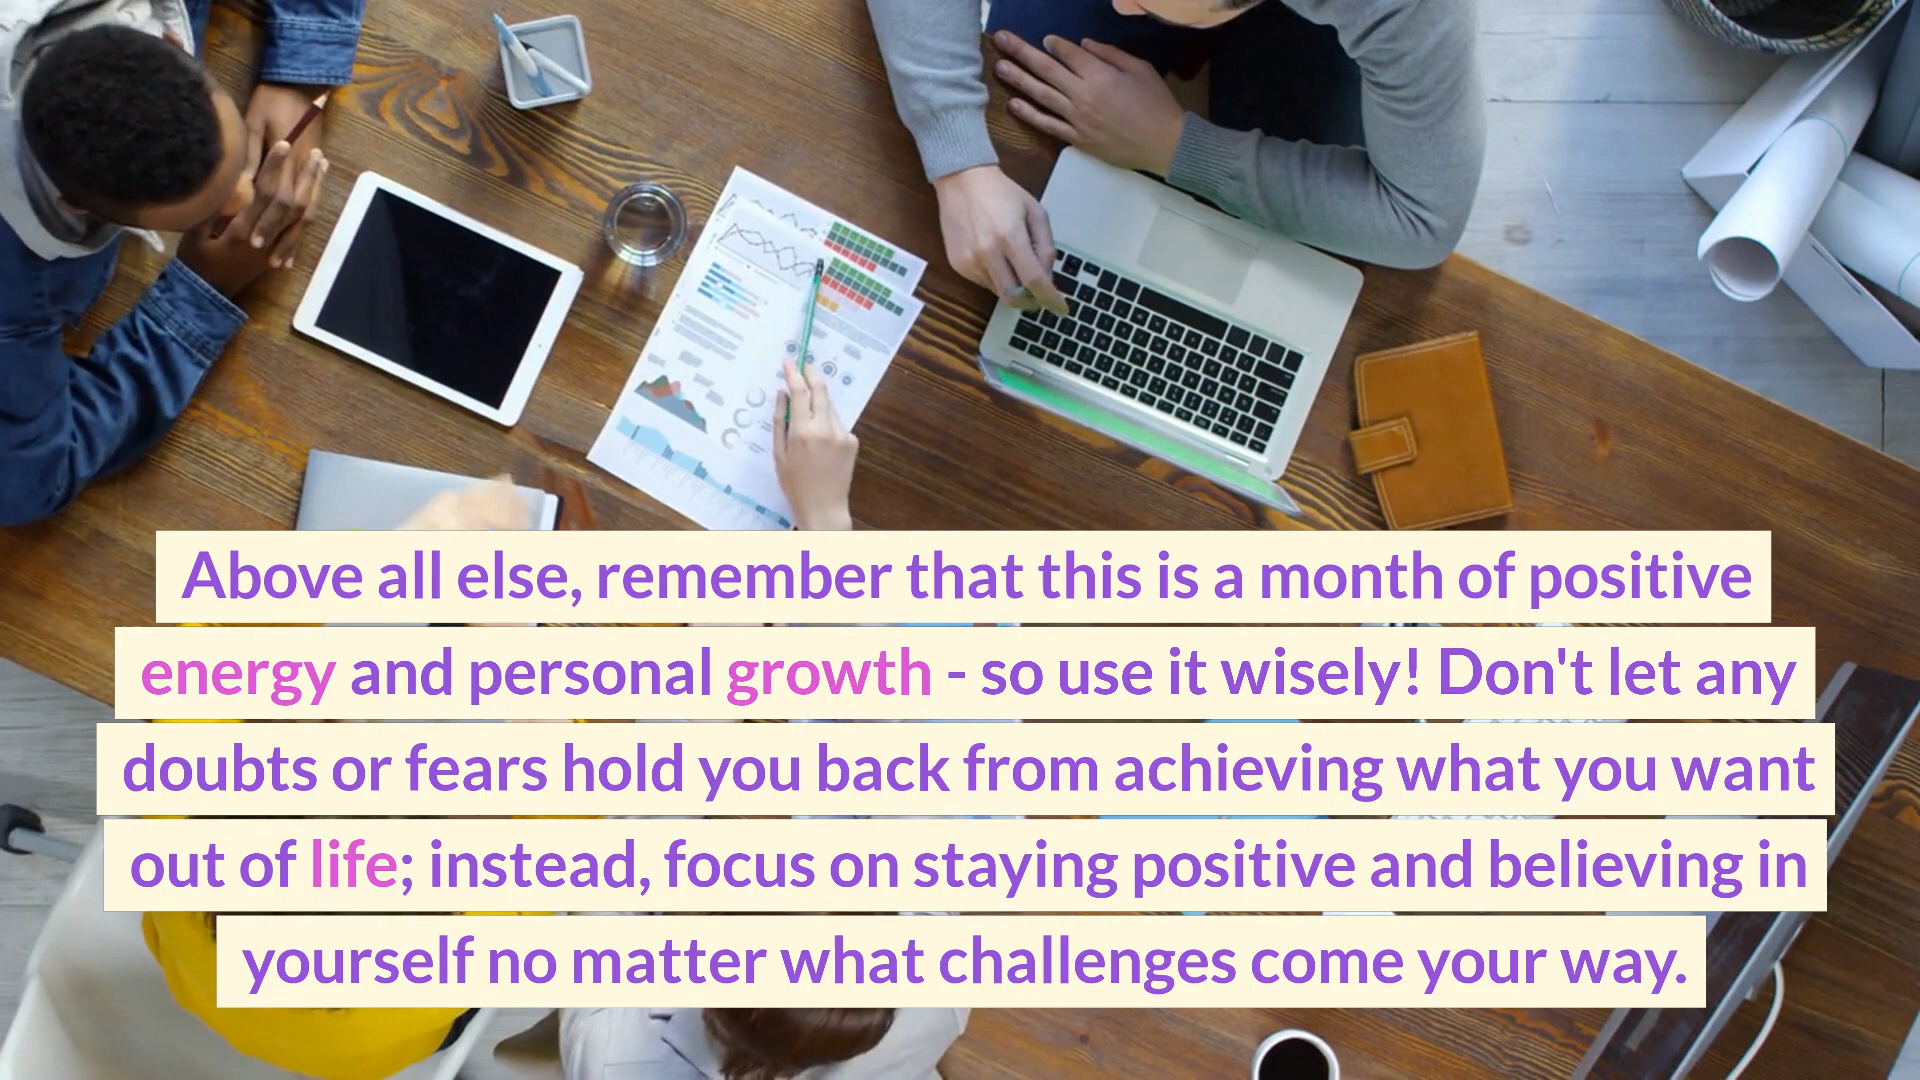 Above all else, remember that this is a month of positive
energy and personal growth - so use it wisely! Don't let any
doubts or fears hold you back from achieving what you want
out of life; instead, focus on staying positive and believing in
yourself no matter what challenges come your way.